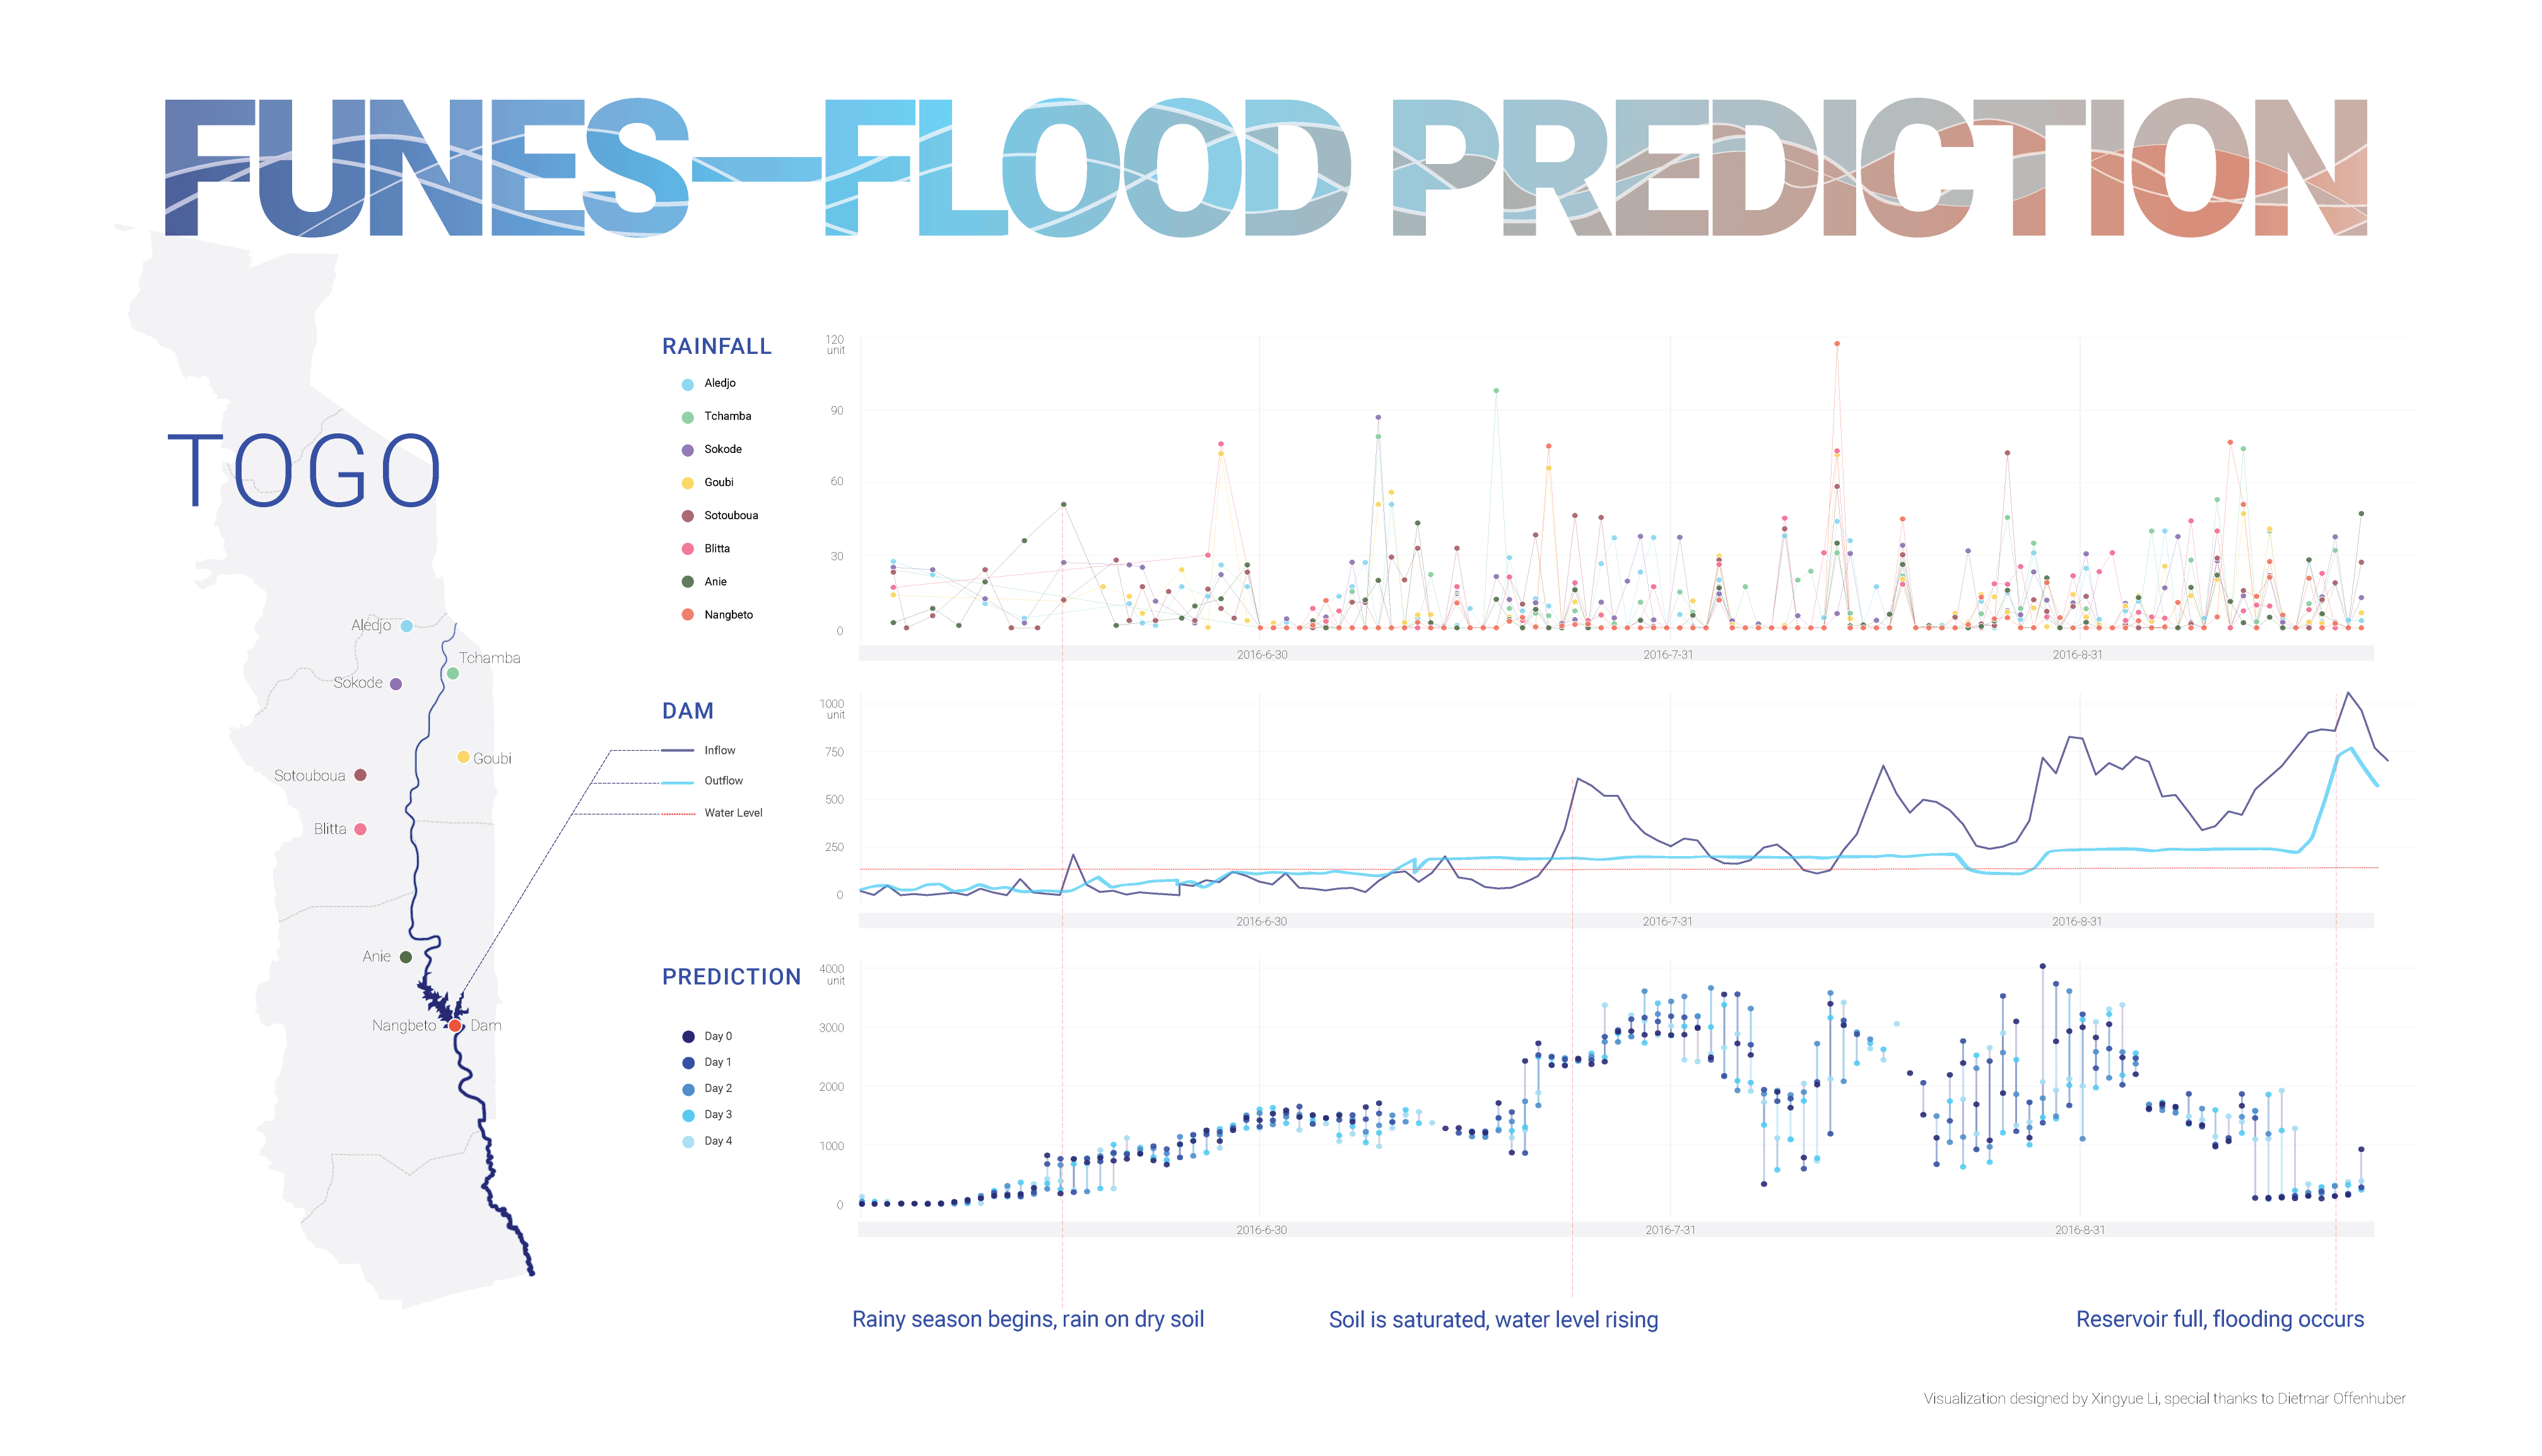 FUNES—FLOOD PREDICTION
TOGO
Aledjo
Tchamba
Sokode
Goubi
Sotouboua
Blitta
Anie
Nangbeto
Dam
RAINFALL
Aledjo
Tchamba
Sokode
Goubi
Sotouboua
Blitta
Anie
Nangbeto
120
unit
90
60
30
0
2016-6-30
2016-7-31
2016-8-31
DAM
Inflow
Outflow
Water Level
1000
unit
750
500
250
0
2016-6-30
2016-7-31
2016-8-31
PREDICTION
Day 0
Day 1
Day 2
Day 3
Day 4
4000
unit
3000
2000
1000
0
2016-6-30
2016-7-31
2016-8-31
Rainy season begins, rain on dry soil
Soil is saturated, water level rising
Reservoir full, flooding occurs
Visualization designed by Xingyue Li, special thanks to Dietmar Offenhuber